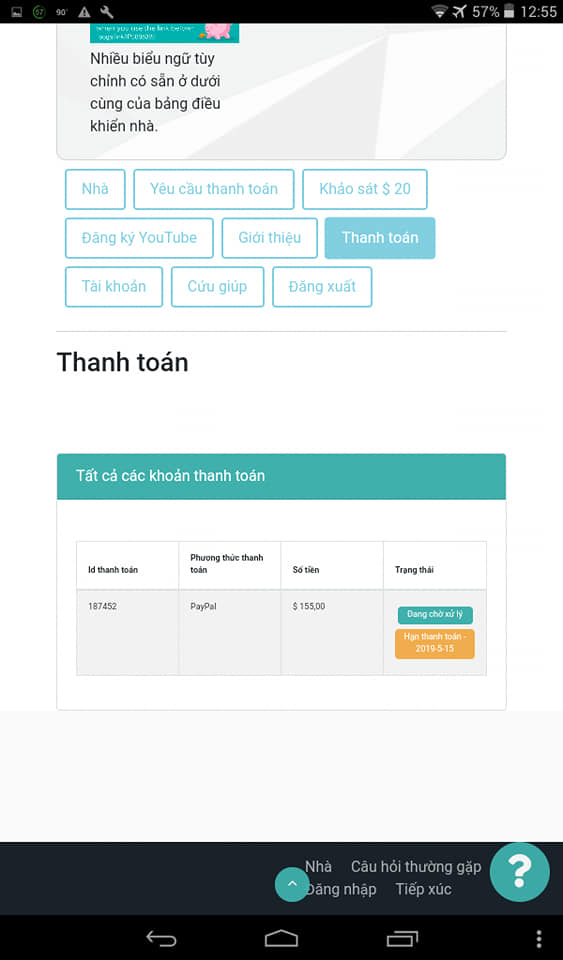 57
90°
57%
12:55
when you use the link below:
Nhiều biểu ngữ tùy
chỉnh có sẵn ở dưới
cùng của bảng điều
khiển nhà.
Nhà
Yêu cầu thanh toán
Khảo sát $ 20
Đăng ký YouTube
Giới thiệu
Thanh toán
Tài khoản
Cứu giúp
Đăng xuất
Thanh toán
Tất cả các khoản thanh toán
Id thanh toán
Phương thức thanh
toán
Số tiền
Trạng thái
187452
PayPal
$ 155,00
Đang chờ xử lý
Hạn thanh toán -
2019-5-15
Nhà Câu hỏi thường gặp
Đăng nhập Tiếp xúc
?